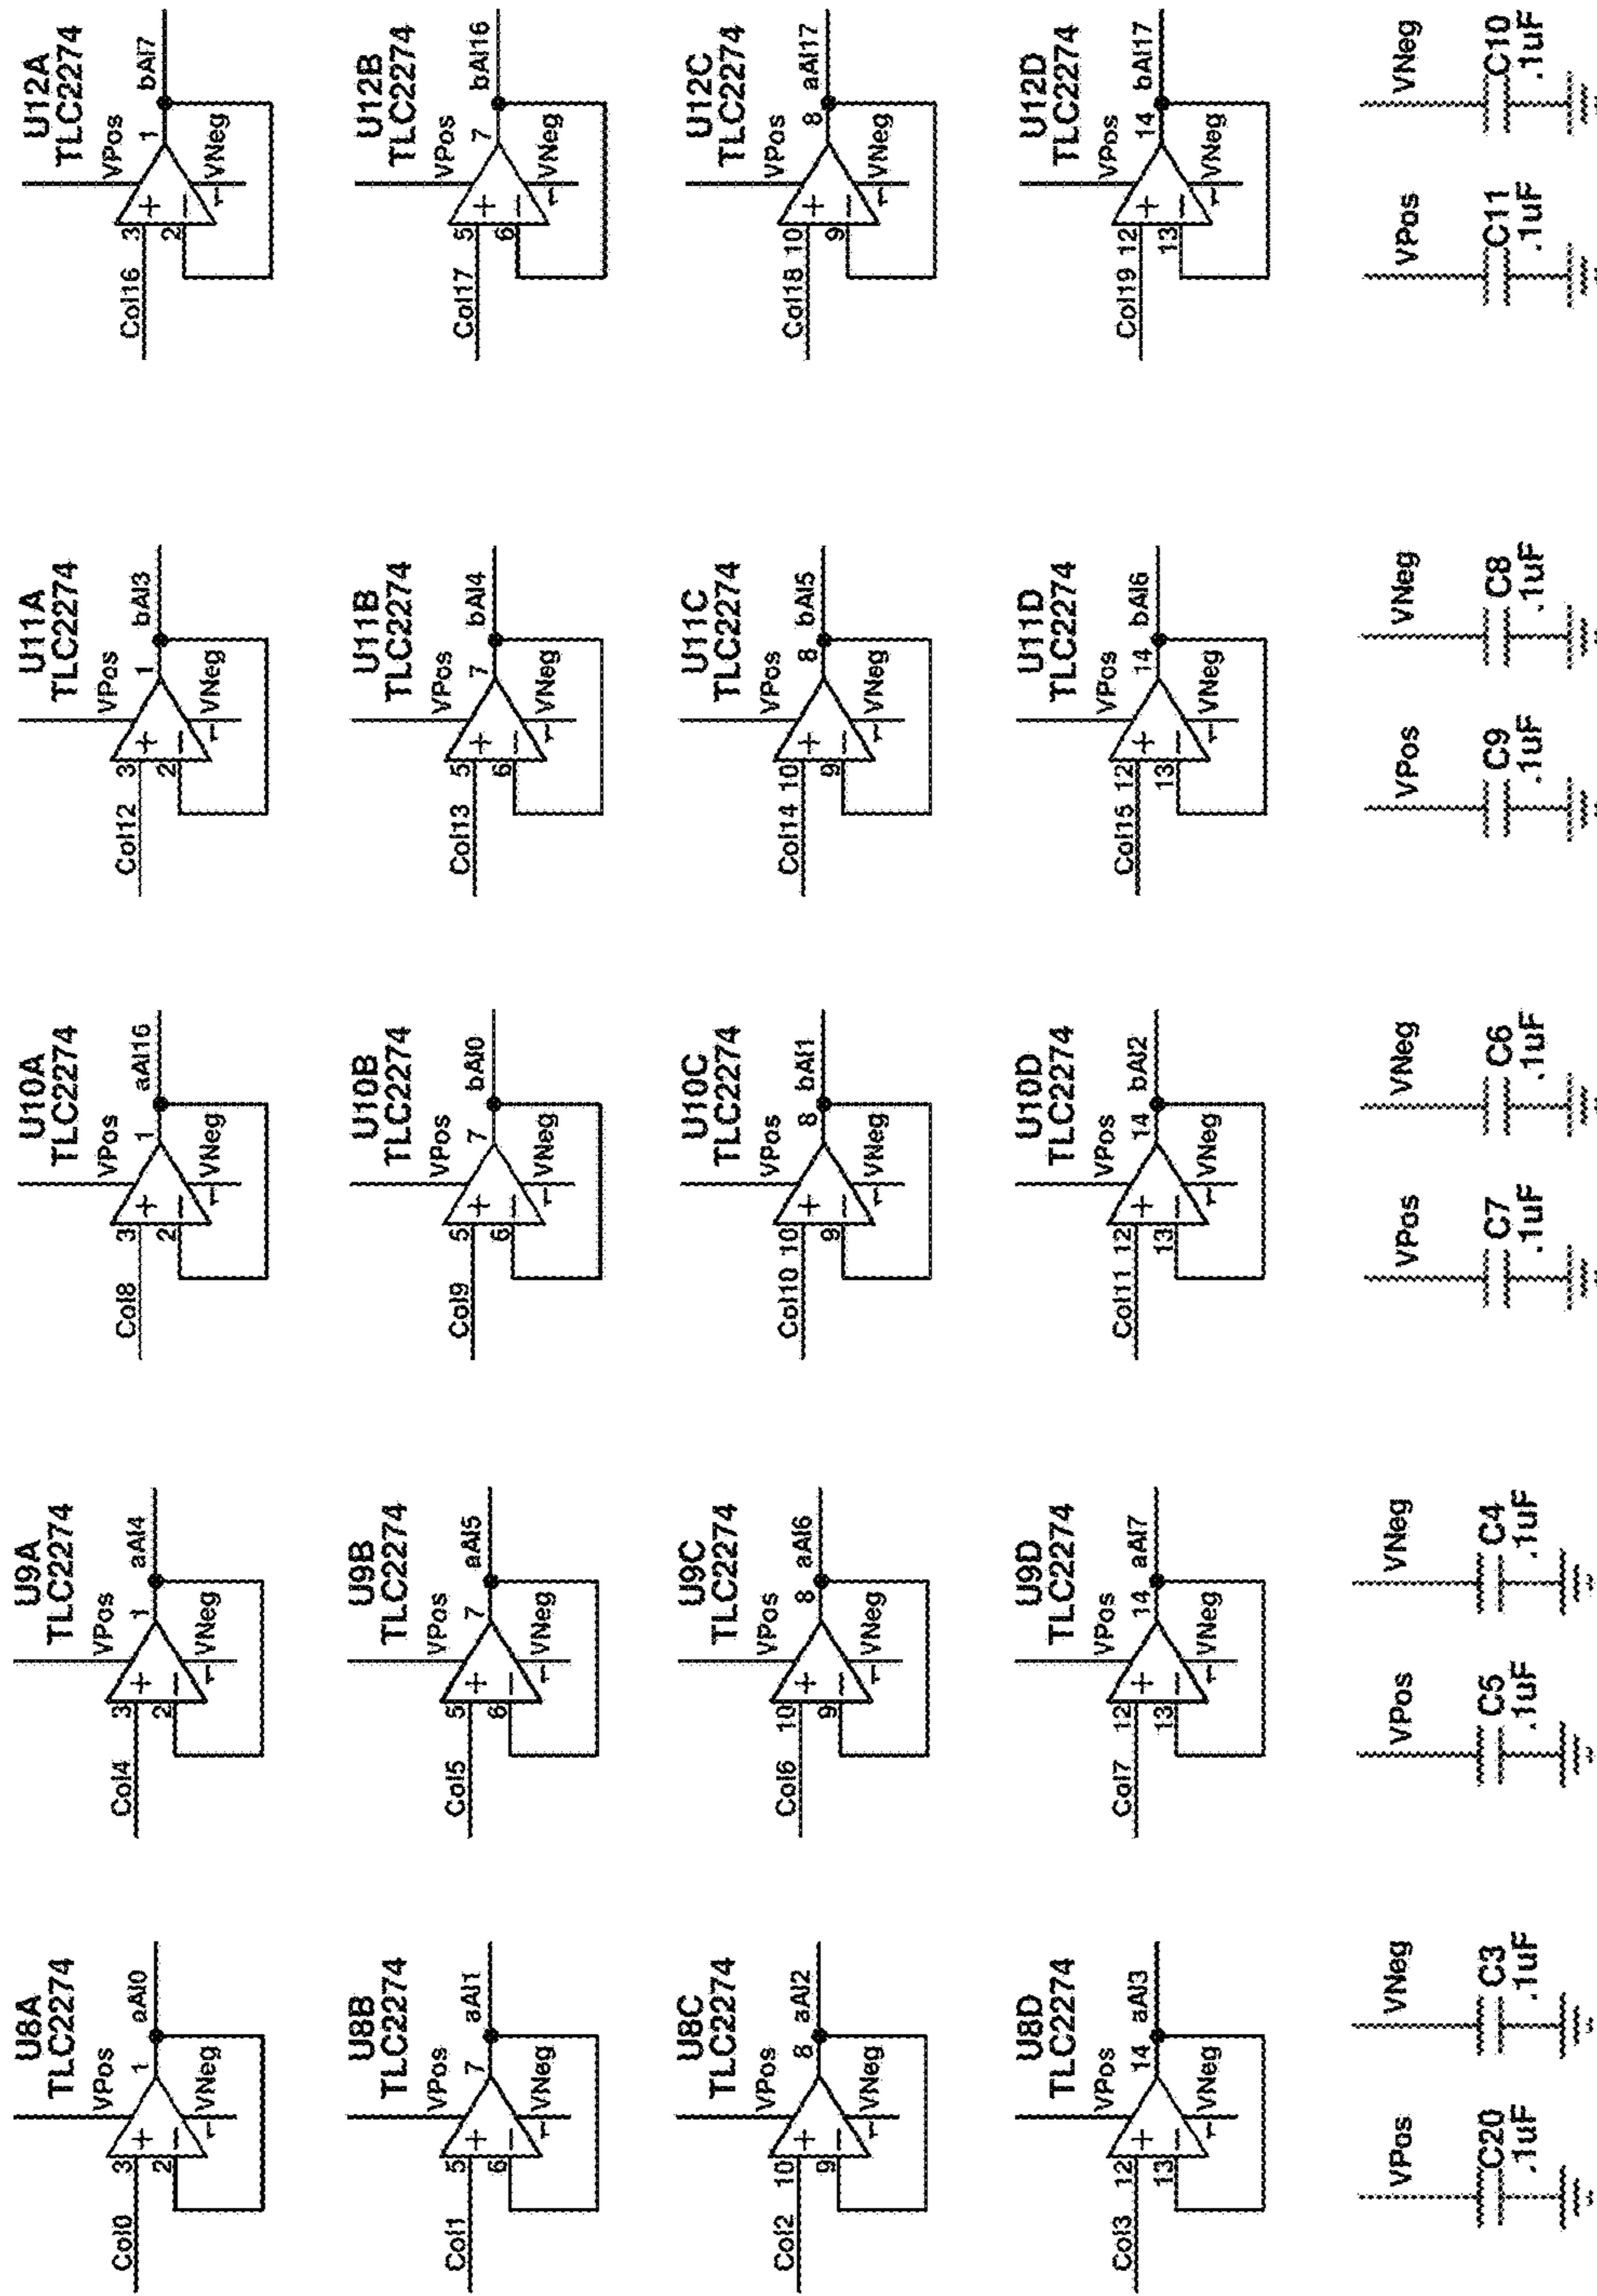 U8A
TLC2274
VPos
Col0
3
2
1
aAI0
VNeg
U9A
TLC2274
VPos
Col4
3
2
1
aAI4
VNeg
U10A
TLC2274
VPos
Col8
3
2
1
aAI16
VNeg
U11A
TLC2274
VPos
Col12
3
2
1
bAI3
VNeg
U12A
TLC2274
VPos
Col16
3
2
1
bAI7
VNeg
U8B
TLC2274
VPos
Col1
5
6
7
aAI1
VNeg
U9B
TLC2274
VPos
Col5
5
6
7
aAI5
VNeg
U10B
TLC2274
VPos
Col9
5
6
7
bAI0
VNeg
U11B
TLC2274
VPos
Col13
5
6
7
bAI4
VNeg
U12B
TLC2274
VPos
Col17
5
6
7
bAI16
VNeg
U8C
TLC2274
VPos
Col2
10
9
8
aAI2
VNeg
U9C
TLC2274
VPos
Col6
10
9
8
aAI6
VNeg
U10C
TLC2274
VPos
Col10
10
9
8
bAI1
VNeg
U11C
TLC2274
VPos
Col14
10
9
8
bAI5
VNeg
U12C
TLC2274
VPos
Col18
10
9
8
aAI17
VNeg
U8D
TLC2274
VPos
Col3
12
13
14
aAI3
VNeg
U9D
TLC2274
VPos
Col7
12
13
14
aAI7
VNeg
U10D
TLC2274
VPos
Col11
12
13
14
bAI2
VNeg
U11D
TLC2274
VPos
Col15
12
13
14
bAI6
VNeg
U12D
TLC2274
VPos
Col19
12
13
14
bAI17
VNeg
VPos
C20
.1uF
VNeg
C3
.1uF
VPos
C5
.1uF
VNeg
C4
.1uF
VPos
C7
.1uF
VNeg
C6
.1uF
VPos
C9
.1uF
VNeg
C8
.1uF
VPos
C11
.1uF
VNeg
C10
.1uF